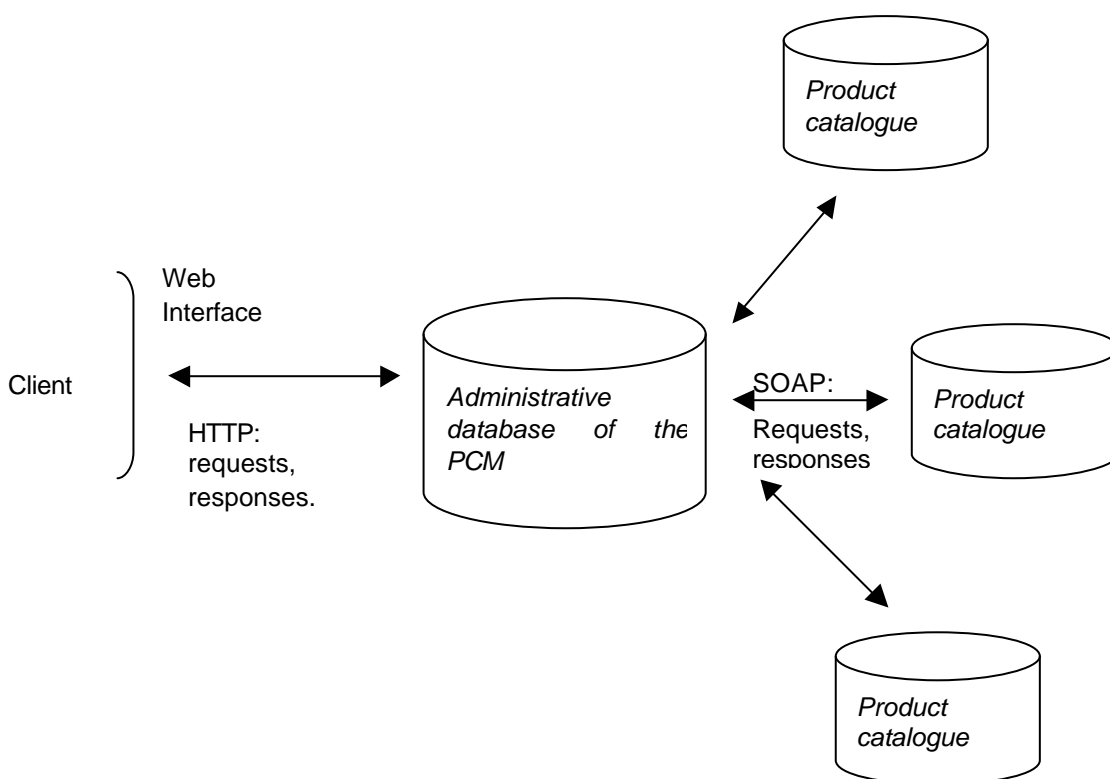 Product
catalogue
Web
Interface
Client
HTTP:
requests,
responses.
Administrative
database of the
PCM
SOAP:
Requests,
responses
Product
catalogue
Product
catalogue